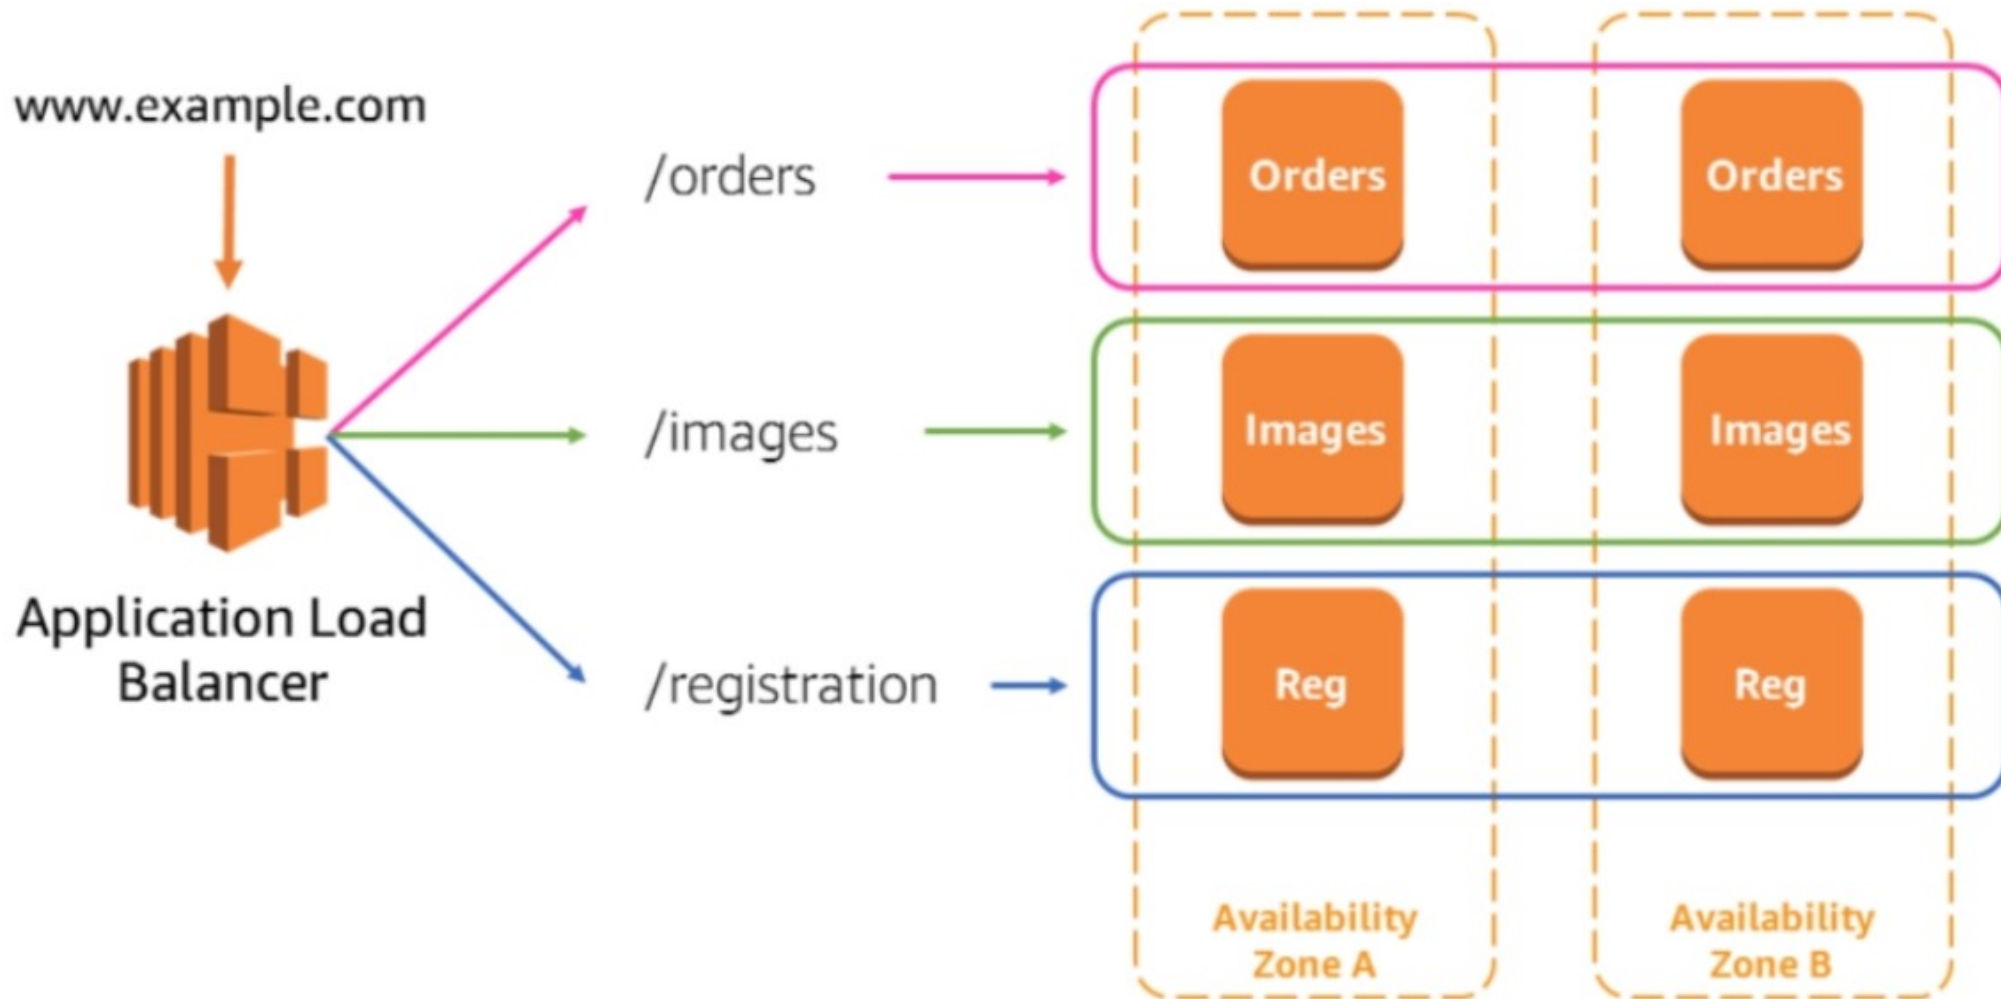 www.example.com
Application Load
Balancer
/orders
/images
/registration
Orders
Orders
Images
Images
Reg
Reg
Availability
Zone A
Availability
Zone B